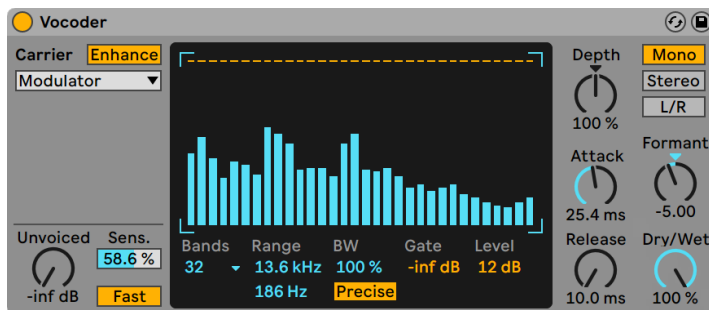 Vocoder
Carrier Enhance
Modulator
Unvoiced Sens.
58.6 %
-inf dB Fast
Bands Range BW Gate Level
32 13.6 kHz 100 % -inf dB 12 dB
186 Hz Precise
Depth Mono
Stereo
L/R
100 %
Formant
Attack
25.4 ms -5.00
Release Dry/Wet
10.0 ms 100 %